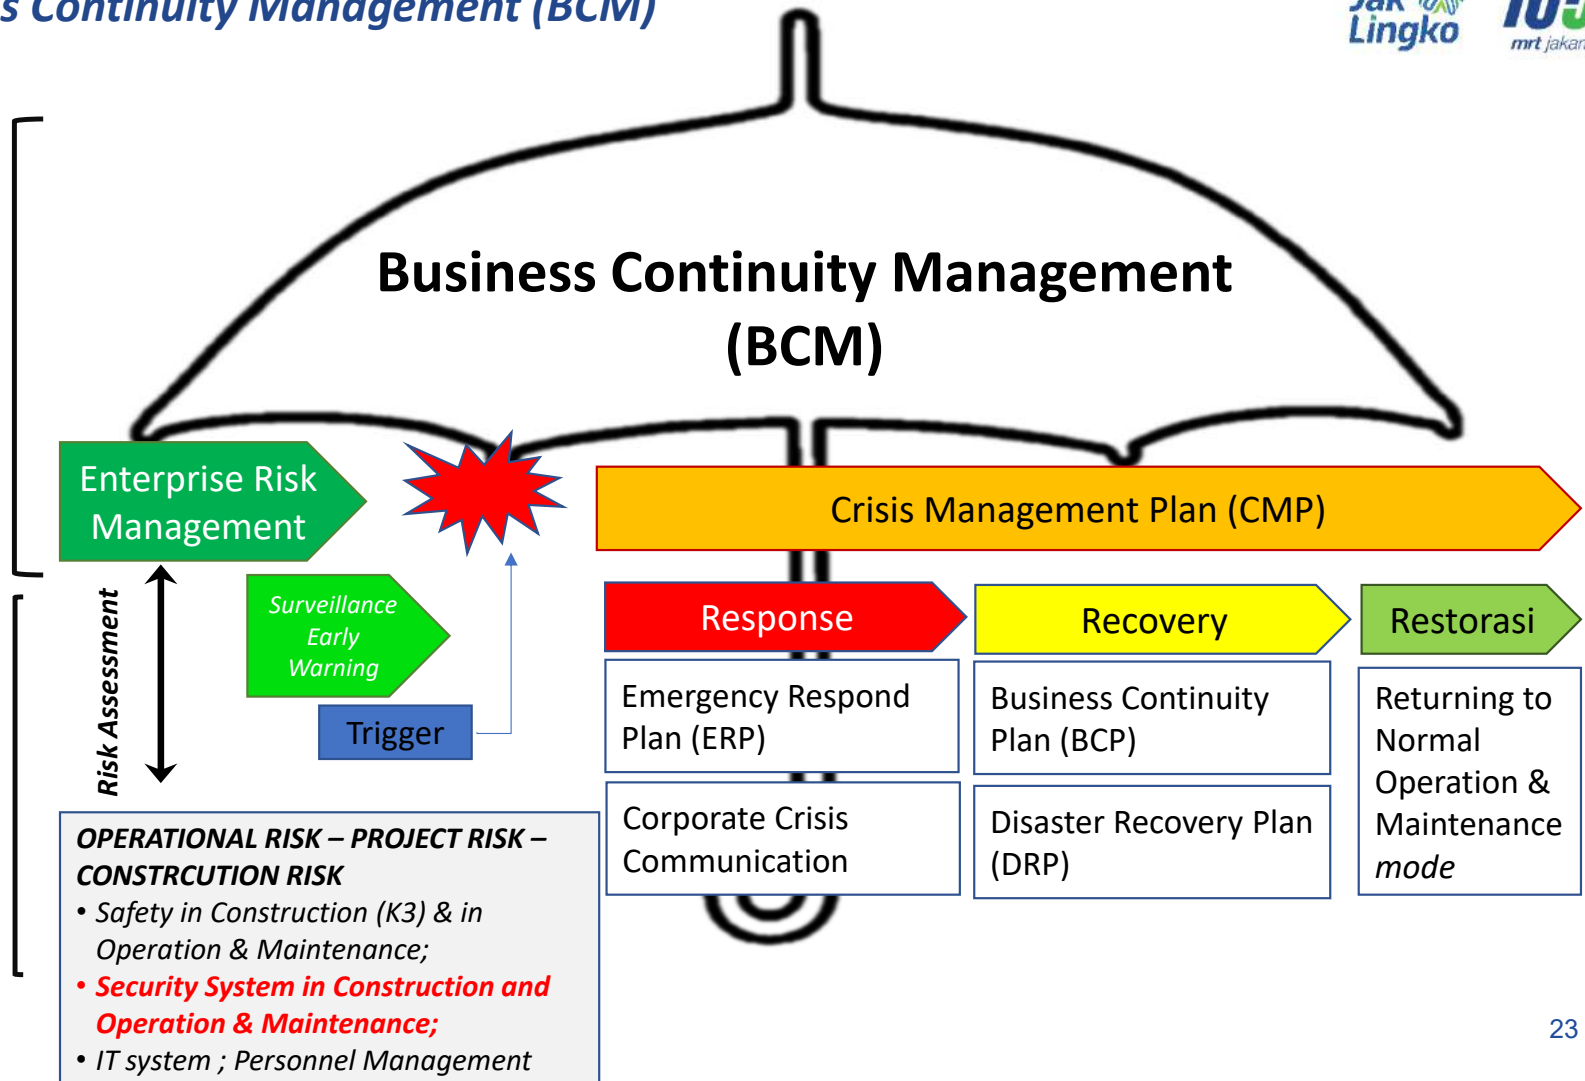 s Continuity Management (BCM)
Jak
Lingko
mrt jakar
Business Continuity Management
(BCM)
Enterprise Risk
Management
Crisis Management Plan (CMP)
Risk Assessment
Surveillance
Early
Warning
Trigger
Response
Recovery
Restorasi
Emergency Respond
Plan (ERP)
Corporate Crisis
Communication
Business Continuity
Plan (BCP)
Disaster Recovery Plan
(DRP)
Returning to
Normal
Operation &
Maintenance
mode
OPERATIONAL RISK – PROJECT RISK –
CONSTRCUTION RISK
• Safety in Construction (K3) & in
Operation & Maintenance;
• Security System in Construction and
Operation & Maintenance;
• IT system ; Personnel Management
23